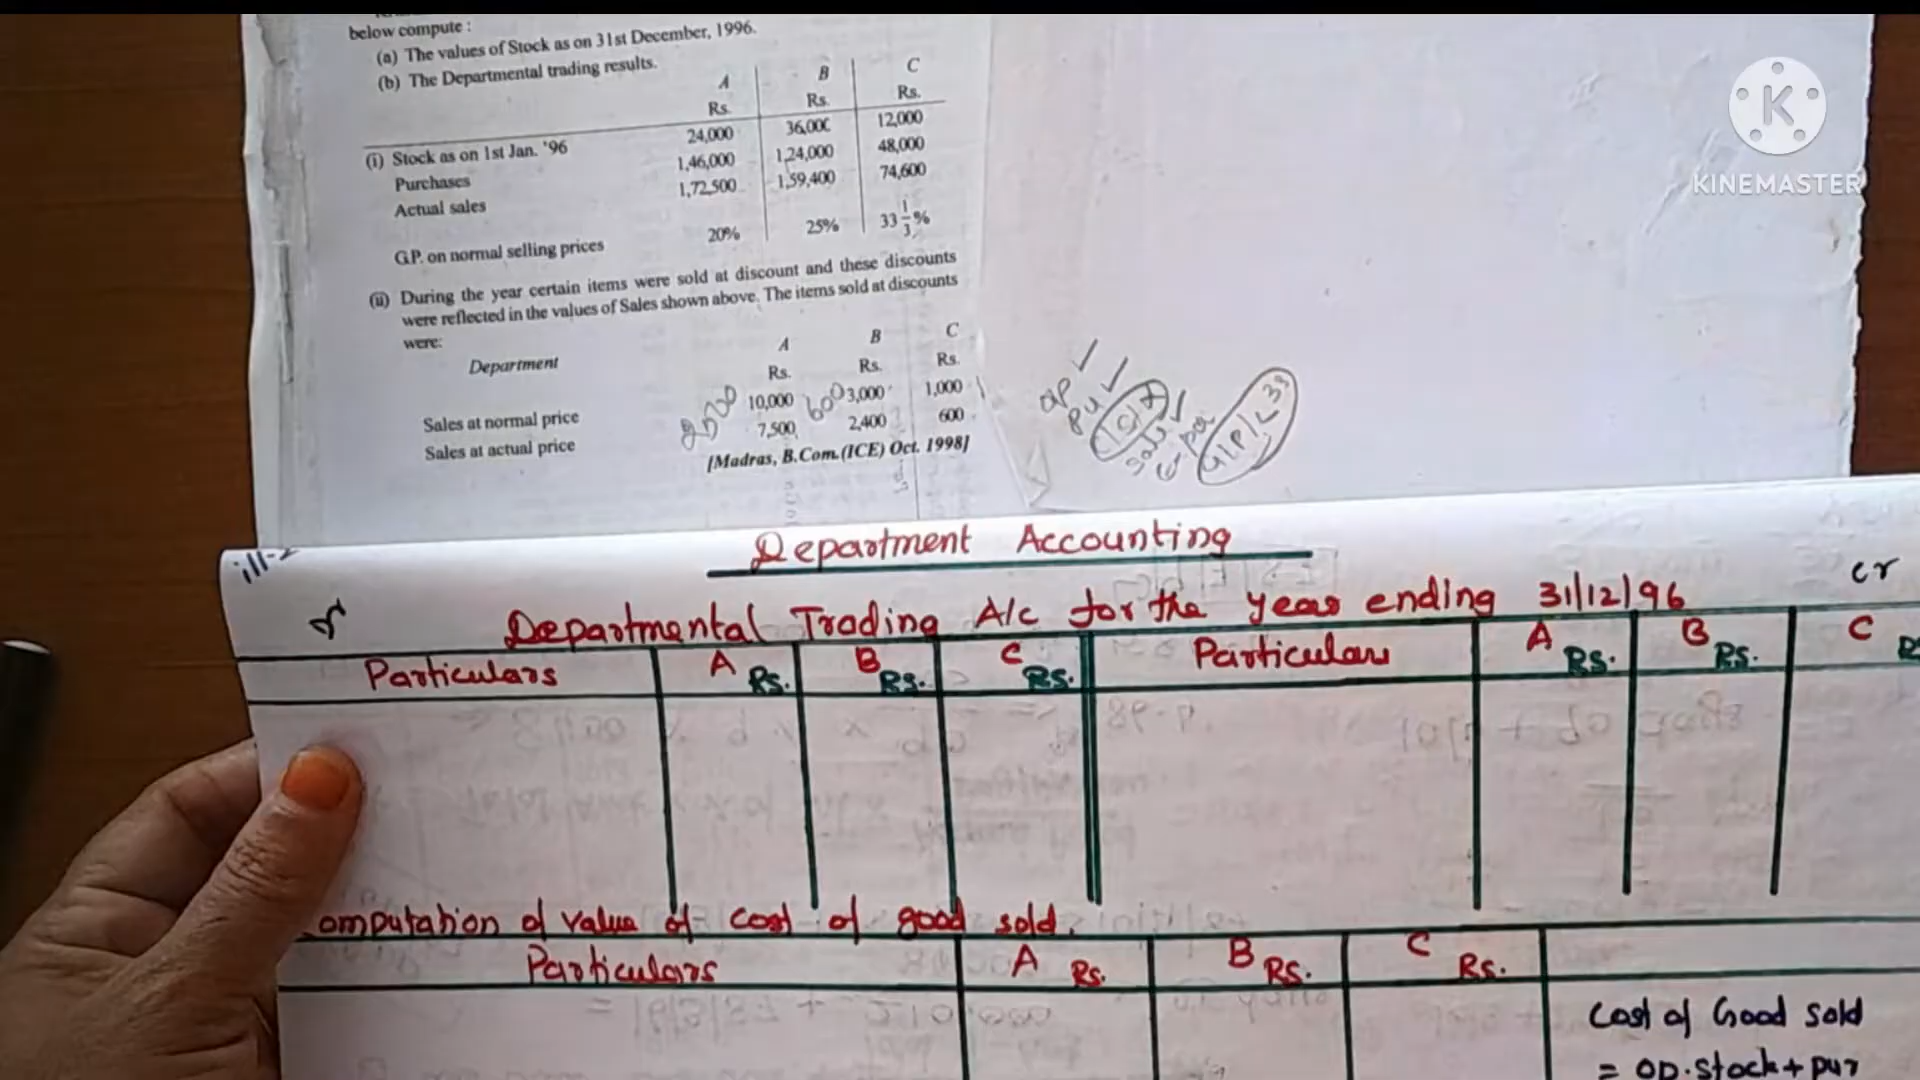 below compute :
(a) The values of Stock as on 31st December, 1996.
(b) The Departmental trading results.
A B C
Rs. Rs. Rs.
(i) Stock as on 1st Jan. '96 24,000 36,000 12,000
Purchases 1,46,000 1,24,000 48,000
Actual sales 1,72,500 1,59,400 74,600
G.P. on normal selling prices 20% 25% 33 1/3%
(ii) During the year certain items were sold at discount and these discounts
were reflected in the values of Sales shown above. The items sold at discounts
were:
Department A B C
Rs. Rs. Rs.
Sales at normal price 10,000 600 3,000 1,000
Sales at actual price 7,500 2,400 600
[Madras, B.Com.(ICE) Oct. 1998]
K
KINEMASTER
ill-2
Department Accounting
cr
Departmental Trading A/c for the year ending 31/12/96
Particulars A Rs. B Rs. C Rs. Particulars A Rs. B Rs. C
Computation of value of cost of good sold.
Particulars A Rs. B Rs. C Rs.
Cost of Good sold
= OP.stock+pur